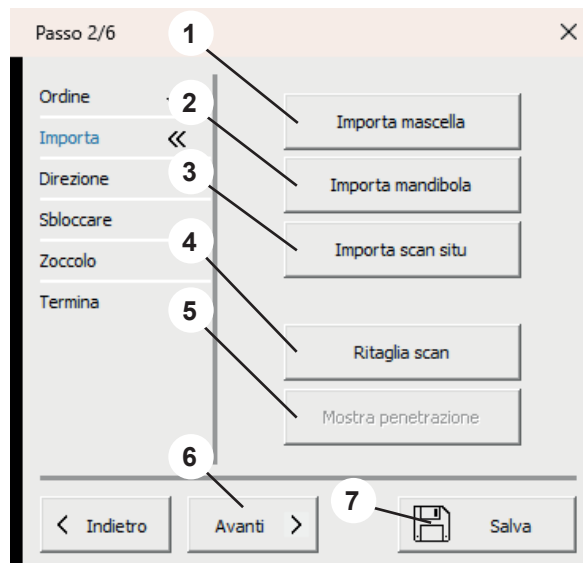 Passo 2/6
1
Ordine
2
Importa
Direzione
3
Sbloccare
4
Zoccolo
Termina
5
Importa mascella
Importa mandibola
Importa scan situ
Ritaglia scan
Mostra penetrazione
6
7
Indietro
Avanti
Salva